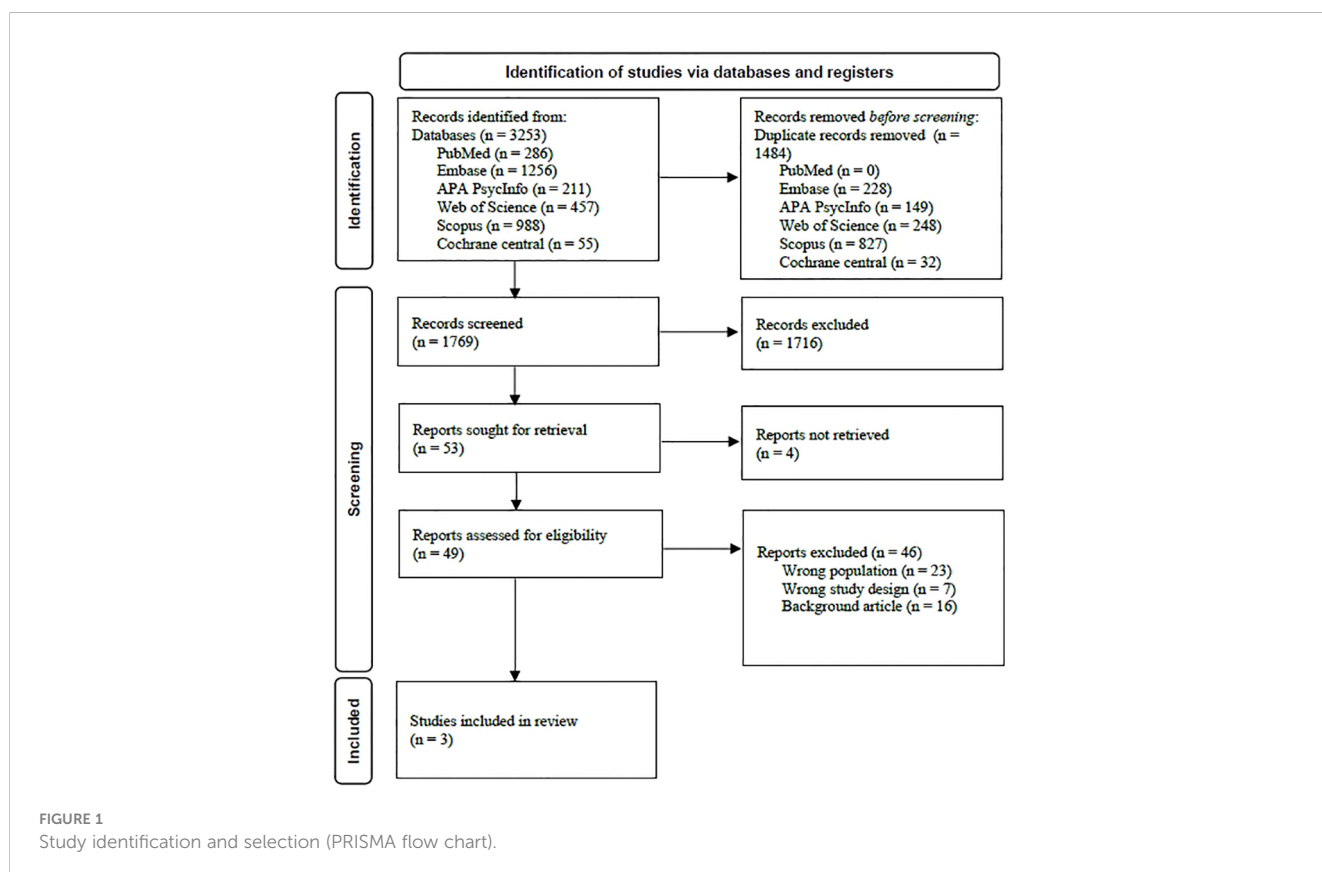 Identification of studies via databases and registers
Identification
Records identified from:
Databases (n = 3253)
PubMed (n = 286)
Embase (n = 1256)
APA PsycInfo (n = 211)
Web of Science (n = 457)
Scopus (n = 988)
Cochrane central (n = 55)
Records removed before screening:
Duplicate records removed (n =
1484)
PubMed (n = 0)
Embase (n = 228)
APA PsycInfo (n = 149)
Web of Science (n = 248)
Scopus (n = 827)
Cochrane central (n = 32)
Screening
Records screened
(n = 1769)
Records excluded
(n = 1716)
Reports sought for retrieval
(n = 53)
Reports not retrieved
(n = 4)
Reports assessed for eligibility
(n = 49)
Reports excluded (n = 46)
Wrong population (n = 23)
Wrong study design (n = 7)
Background article (n = 16)
Included
Studies included in review
(n = 3)
FIGURE 1
Study identification and selection (PRISMA flow chart).